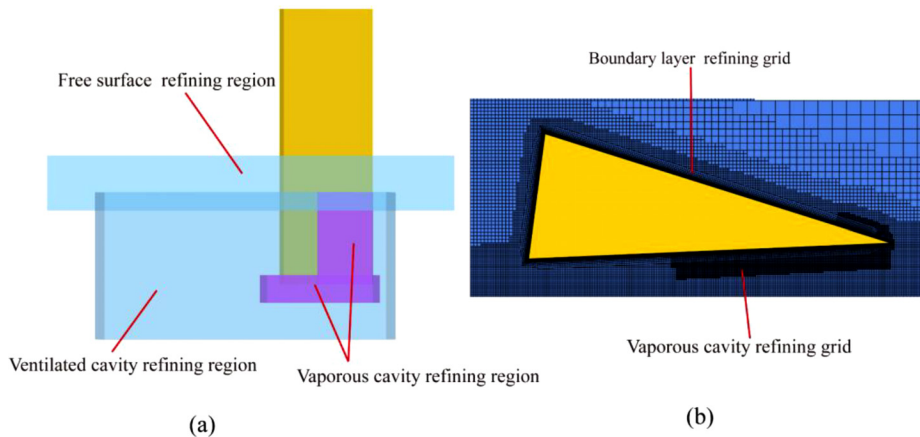 Free surface refining region
Ventilated cavity refining region
Vaporous cavity refining region
(a)
Boundary layer refining grid
Vaporous cavity refining grid
(b)